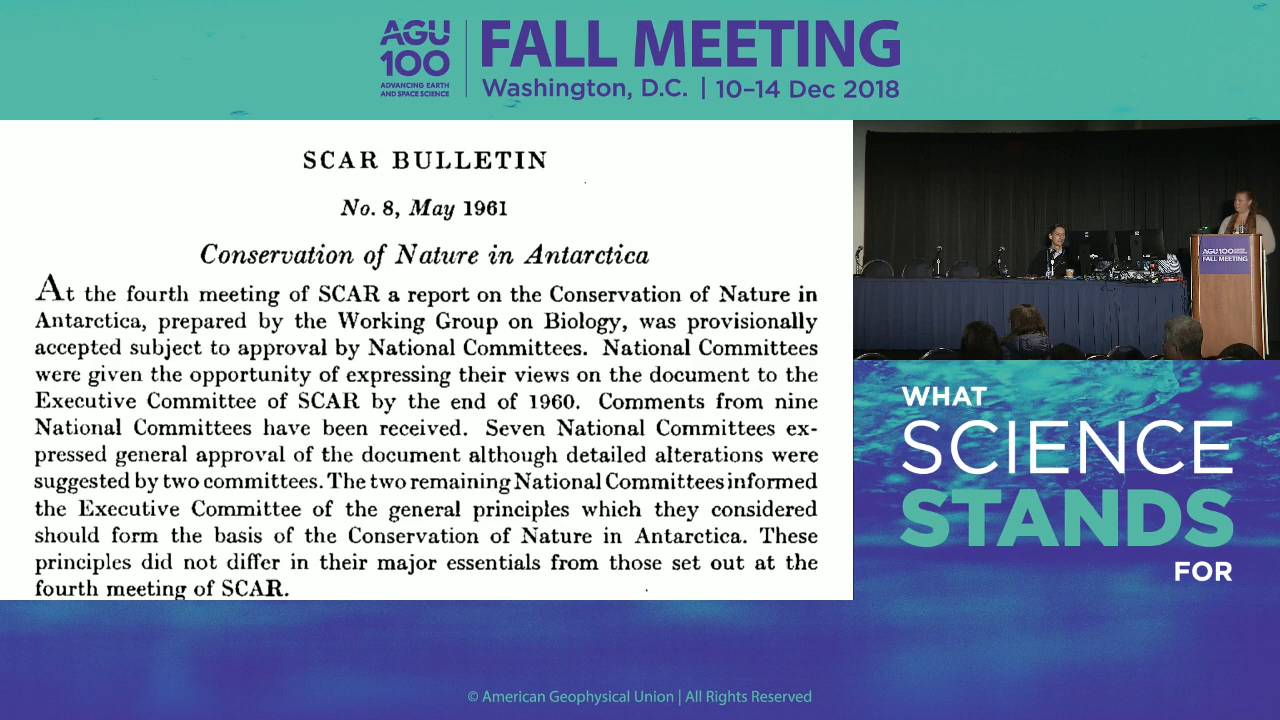 AGU
100
ADVANCING EARTH
AND SPACE SCIENCE
FALL MEETING
Washington, D.C. | 10–14 Dec 2018
SCAR BULLETIN
No. 8, May 1961
Conservation of Nature in Antarctica
At the fourth meeting of SCAR a report on the Conservation of Nature in
Antarctica, prepared by the Working Group on Biology, was provisionally
accepted subject to approval by National Committees. National Committees
were given the opportunity of expressing their views on the document to the
Executive Committee of SCAR by the end of 1960. Comments from nine
National Committees have been received. Seven National Committees ex-
pressed general approval of the document although detailed alterations were
suggested by two committees. The two remaining National Committees informed
the Executive Committee of the general principles which they considered
should form the basis of the Conservation of Nature in Antarctica. These
principles did not differ in their major essentials from those set out at the
fourth meeting of SCAR.
AGU100
FALL MEETING
WHAT
SCIENCE
STANDS
FOR
© American Geophysical Union | All Rights Reserved